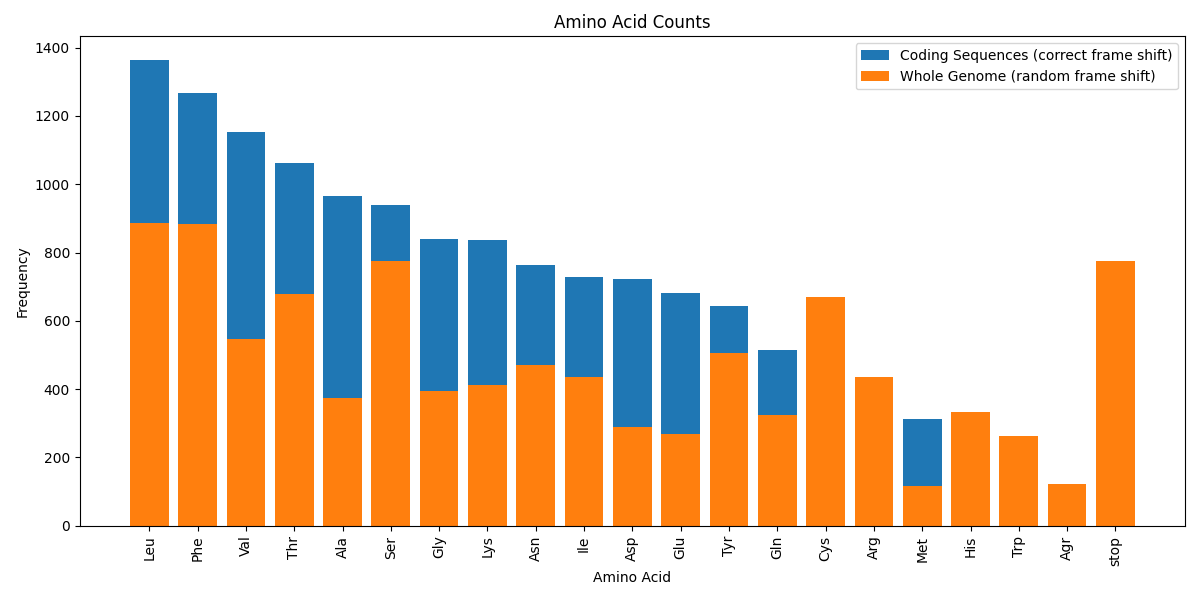 Amino Acid Counts
Coding Sequences (correct frame shift)
Whole Genome (random frame shift)
Frequency
1400
1200
1000
800
600
400
200
0
Leu Phe Val Thr Ala Ser Gly Lys Asn Ile Asp Glu Tyr Gln Cys Arg Met His Trp Agr stop
Amino Acid